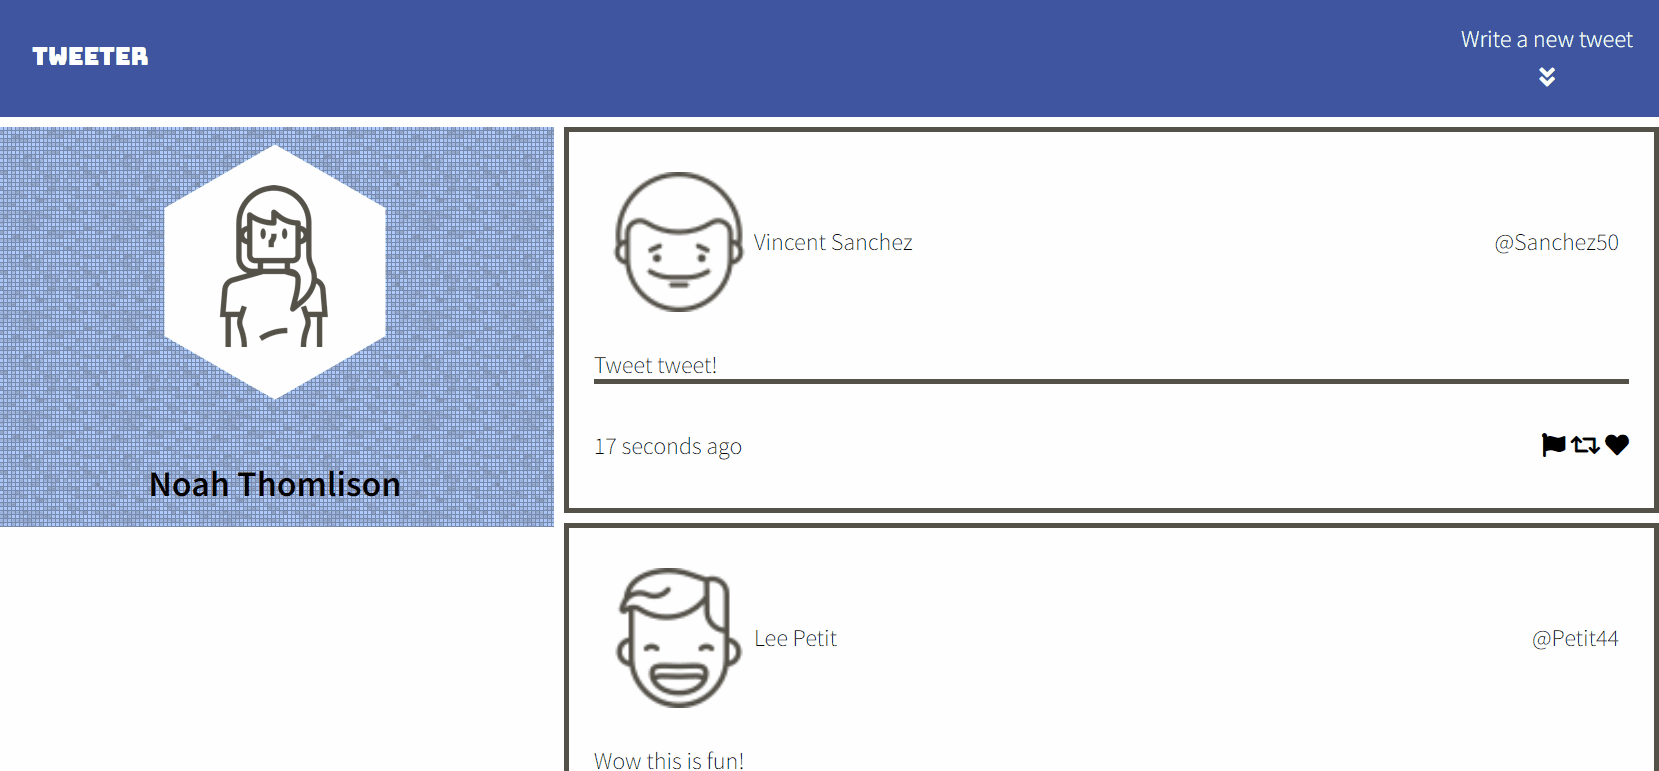 TWEETER
Write a new tweet
Noah Thomlison
Vincent Sanchez
@Sanchez50
Tweet tweet!
17 seconds ago
Lee Petit
@Petit44
Wow this is fun!